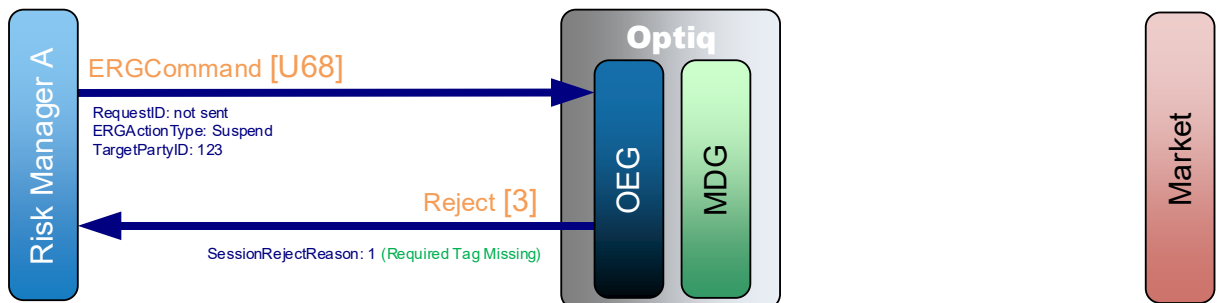 Risk Manager A
ERGCommand [U68]
RequestID: not sent
ERGActionType: Suspend
TargetPartyID: 123
Reject [3]
SessionRejectReason: 1 (Required Tag Missing)
Optiq
OEG
MDG
Market